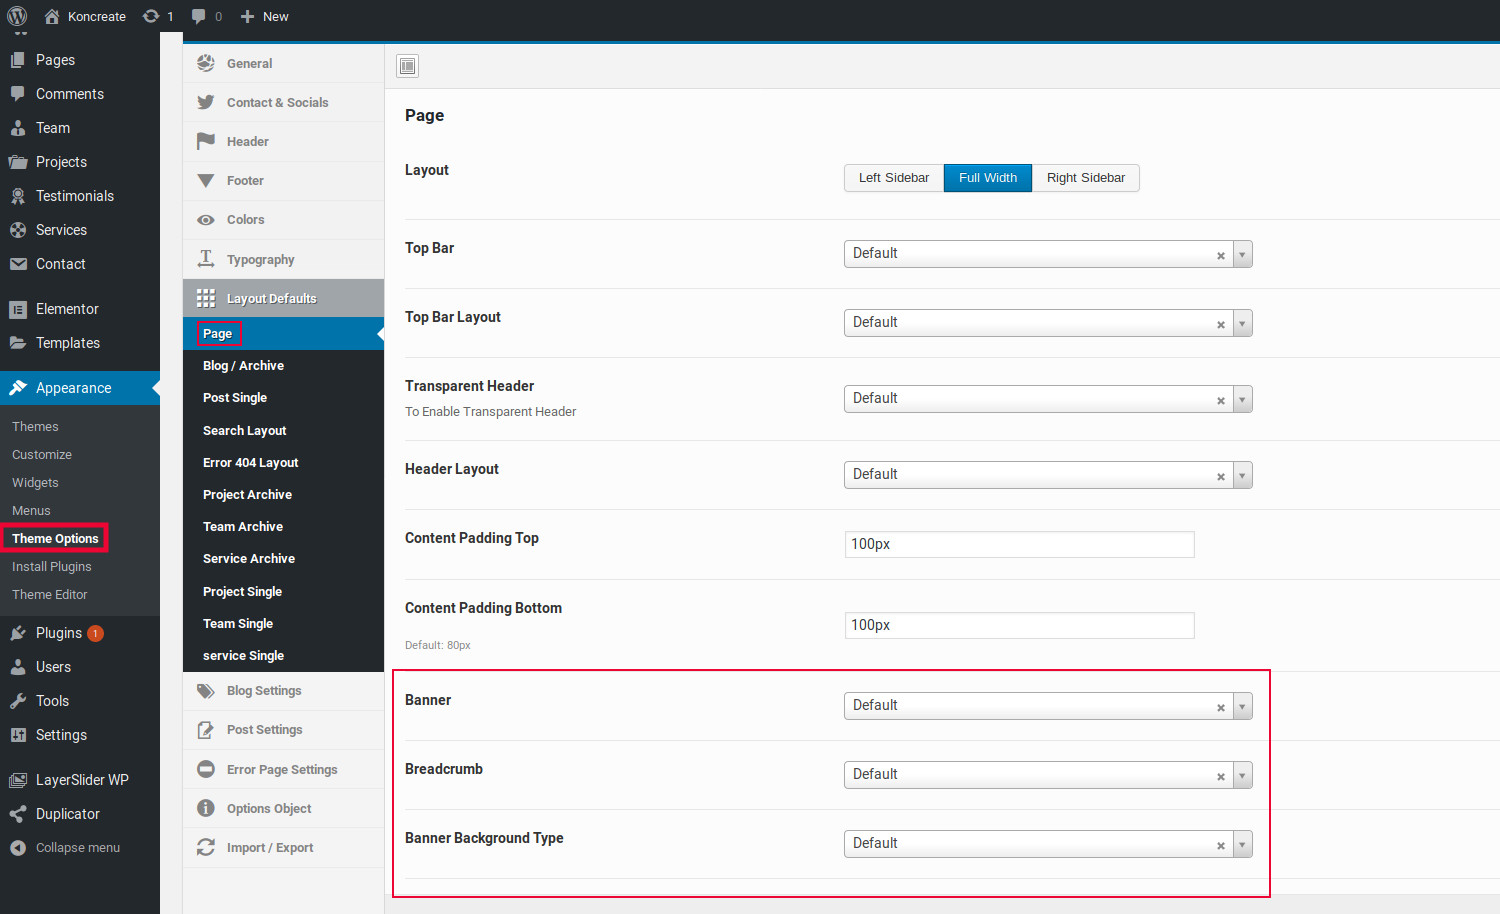 Koncreate 1 0 New
Pages
Comments
Team
Projects
Testimonials
Services
Contact
Elementor
Templates
Appearance
Themes
Customize
Widgets
Menus
Theme Options
Install Plugins
Theme Editor
Plugins 1
Users
Tools
Settings
LayerSlider WP
Duplicator
Collapse menu
General
Contact & Socials
Header
Footer
Colors
Typography
Layout Defaults
Page
Blog / Archive
Post Single
Search Layout
Error 404 Layout
Project Archive
Team Archive
Service Archive
Project Single
Team Single
service Single
Blog Settings
Post Settings
Error Page Settings
Options Object
Import / Export
Page
Layout
Left Sidebar Full Width Right Sidebar
Top Bar
Default
Top Bar Layout
Default
Transparent Header
To Enable Transparent Header
Default
Header Layout
Default
Content Padding Top
100px
Content Padding Bottom
Default: 80px
100px
Banner
Default
Breadcrumb
Default
Banner Background Type
Default